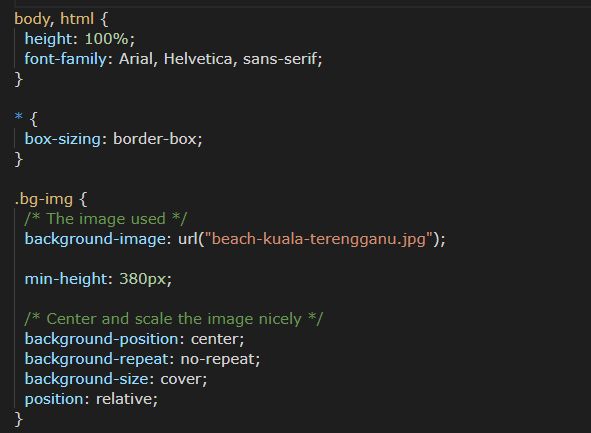 body, html {
  height: 100%;
  font-family: Arial, Helvetica, sans-serif;
}

* {
  box-sizing: border-box;
}

.bg-img {
  /* The image used */
  background-image: url("beach-kuala-terengganu.jpg");

  min-height: 380px;

  /* Center and scale the image nicely */
  background-position: center;
  background-repeat: no-repeat;
  background-size: cover;
  position: relative;
}